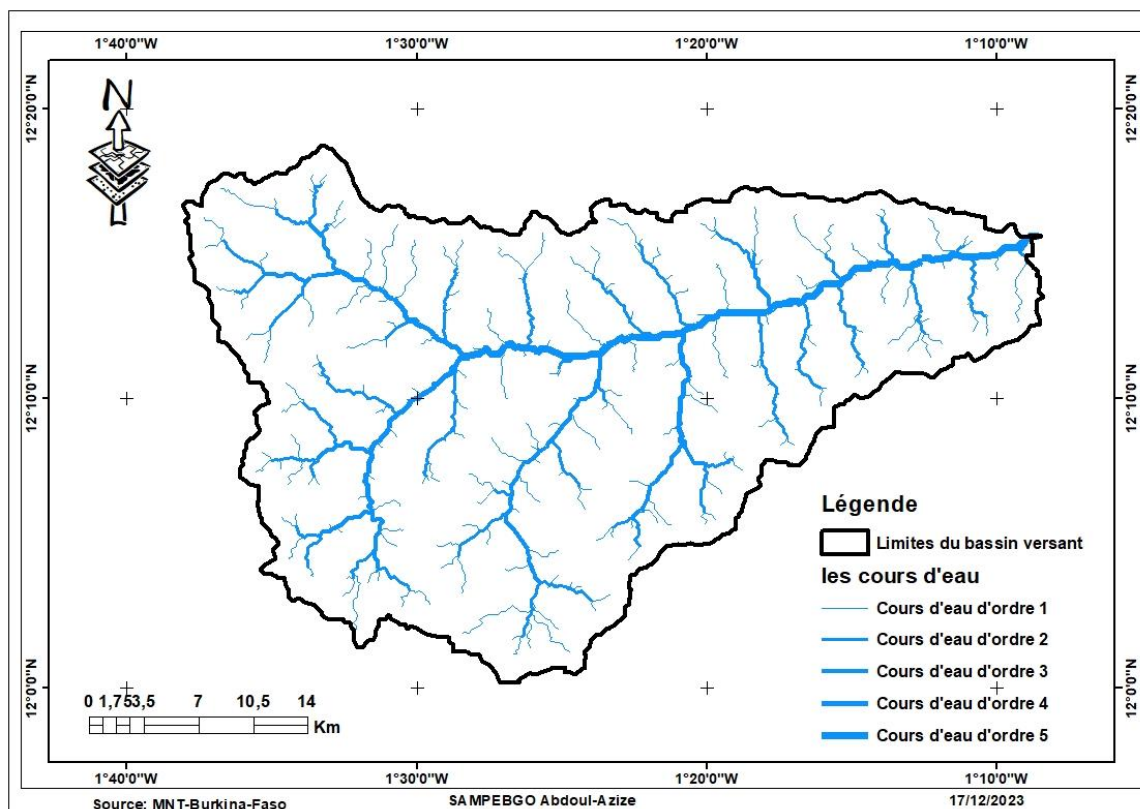 1°40'0"W 1°30'0"W 1°20'0"W 1°10'0"W
N
12°20'0"N 12°20'0"N
12°10'0"N 12°10'0"N
12°0'0"N 12°0'0"N
Légende
Limites du bassin versant
les cours d'eau
Cours d'eau d'ordre 1
Cours d'eau d'ordre 2
Cours d'eau d'ordre 3
Cours d'eau d'ordre 4
Cours d'eau d'ordre 5
0 1,753,5 7 10,5 14
Km
1°40'0"W 1°30'0"W 1°20'0"W 1°10'0"W
Source: MNT-Burkina-Faso SAMPEBGO Abdoul-Azize 17/12/2023